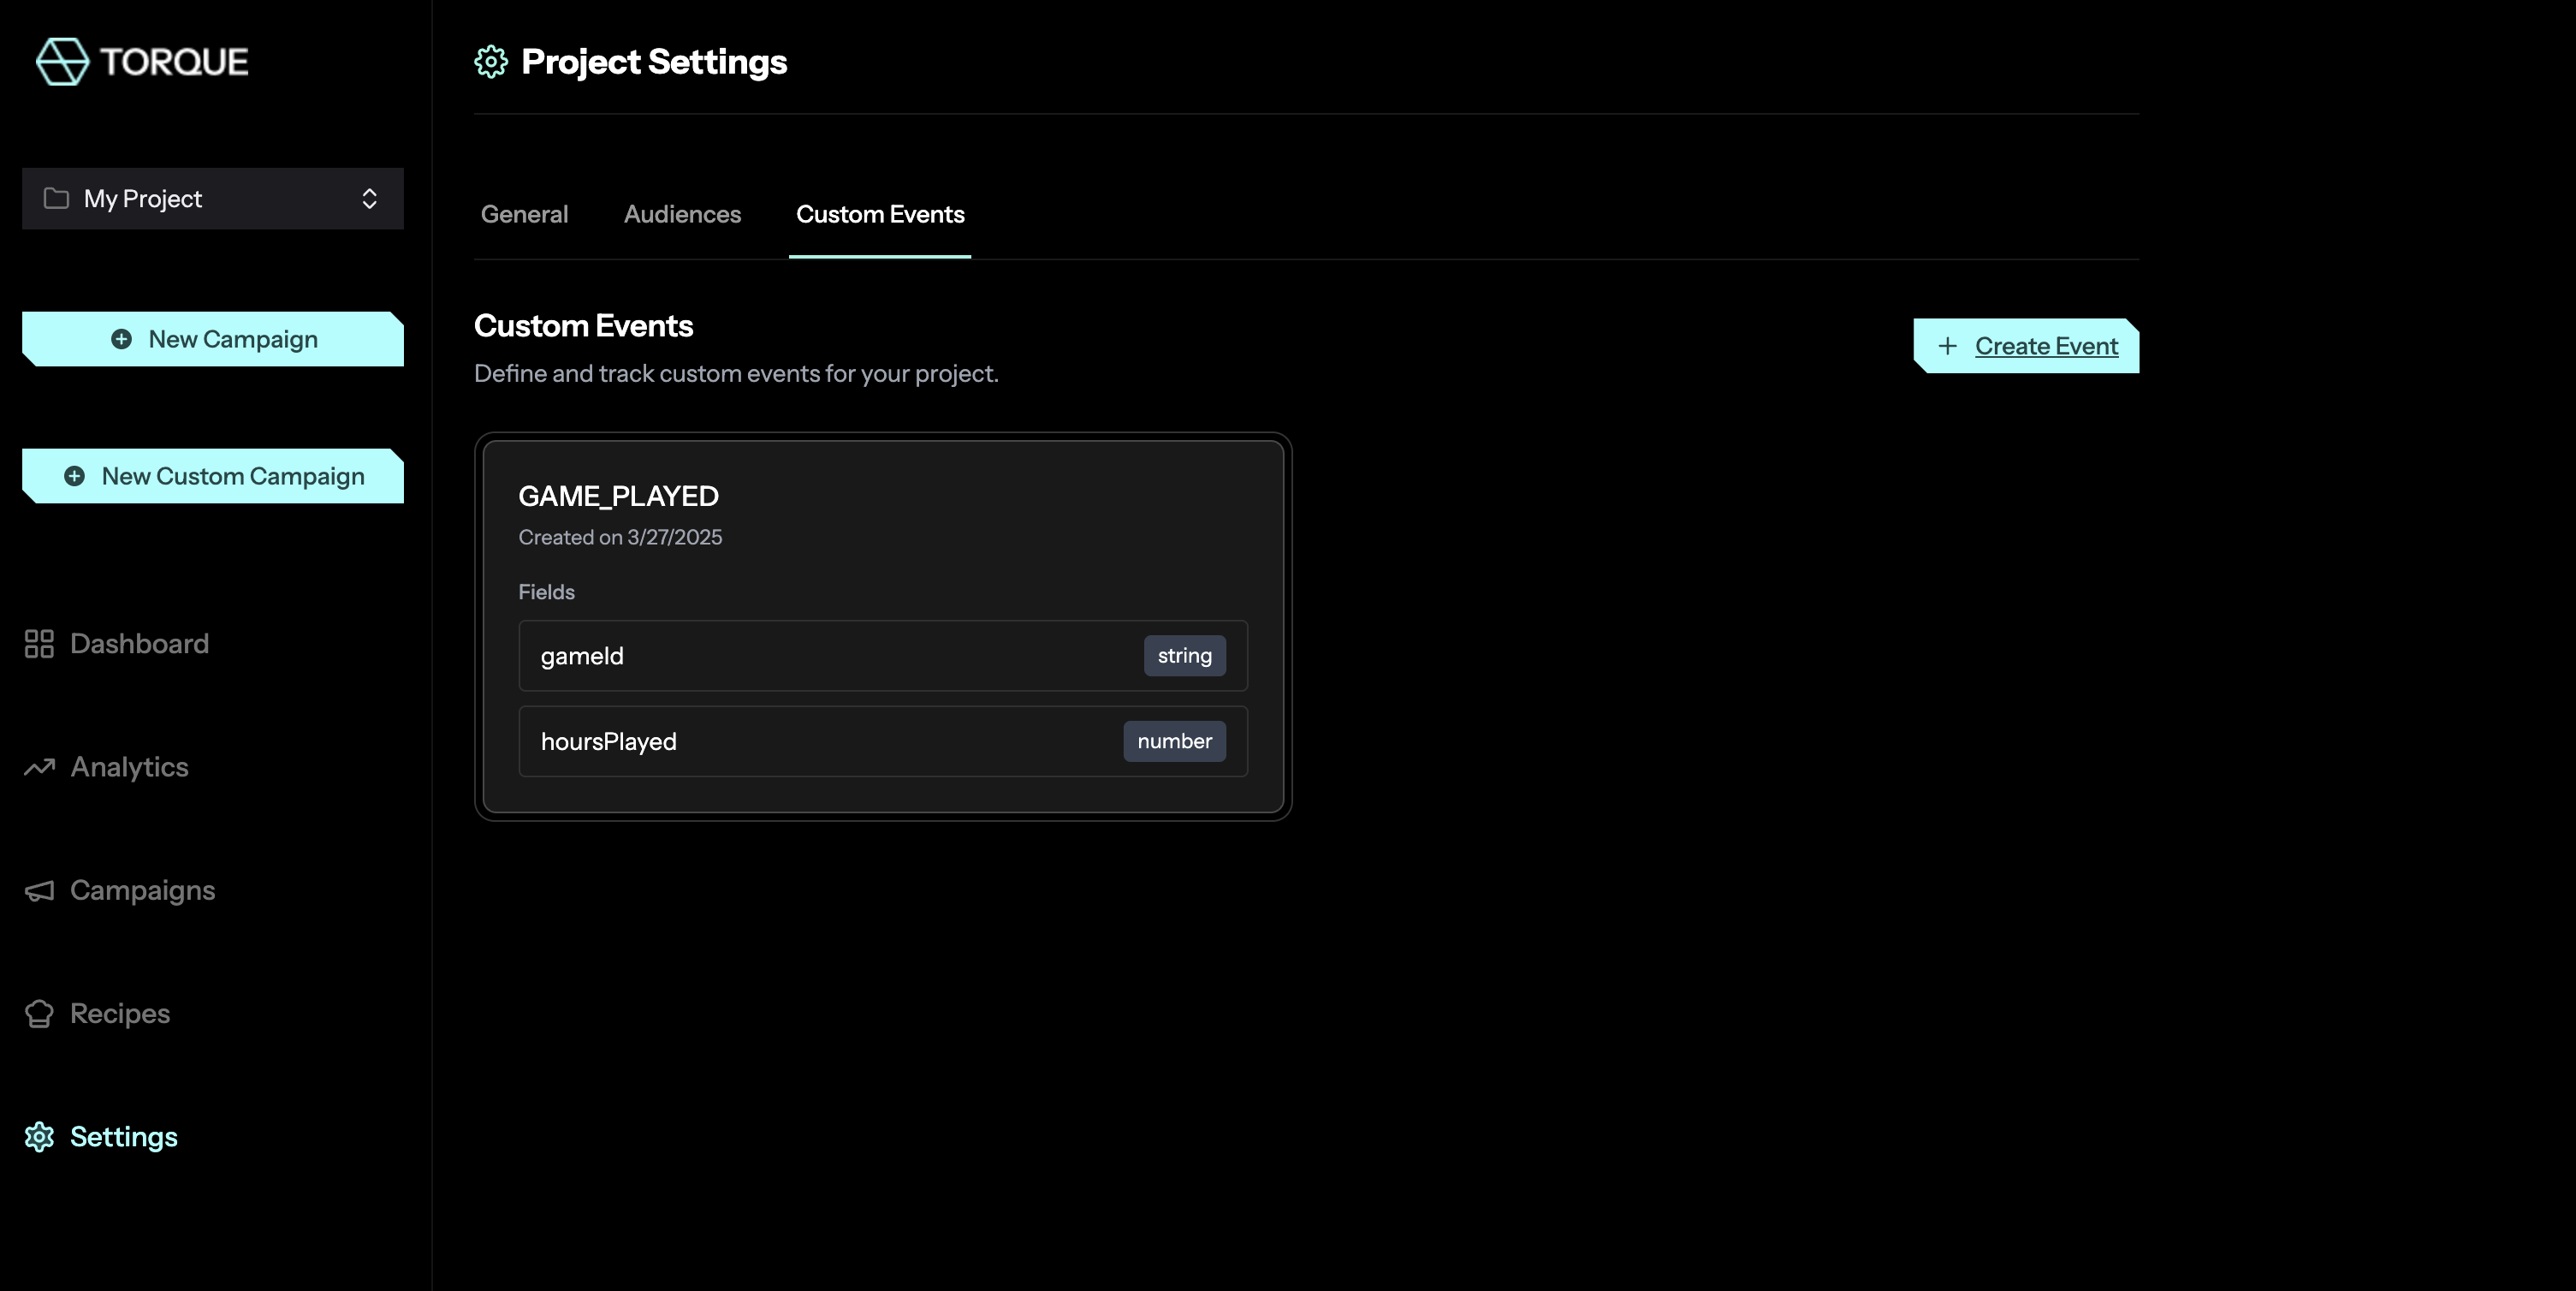 TORQUE
My Project
New Campaign
New Custom Campaign
Dashboard
Analytics
Campaigns
Recipes
Settings
Project Settings
General
Audiences
Custom Events
Custom Events
Define and track custom events for your project.
Create Event
GAME_PLAYED
Created on 3/27/2025
Fields
gameId
string
hoursPlayed
number